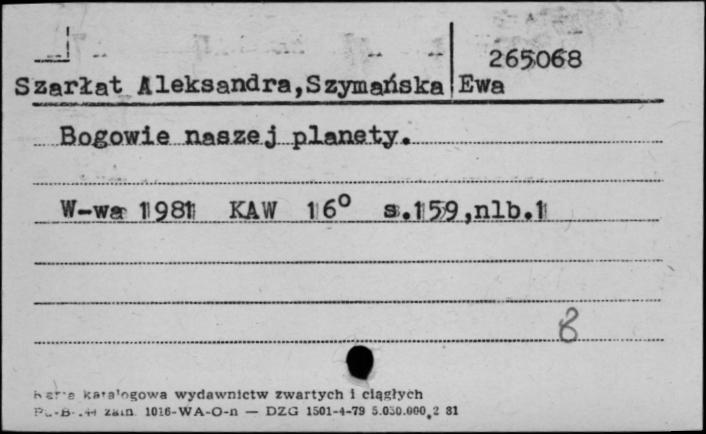 265068
Szarłat Aleksandra,Szymańska Ewa
Bogowie naszej planety.
W-wa 1981 KAW 16° s.159,nlb.1
8
karta katalogowa wydawnictw zwartych i ciągłych
zam. 1016-WA-O-n — DZG 1501-4-79 5.050.000 2 81